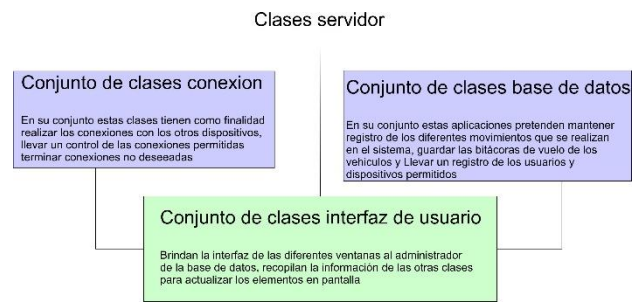 Clases servidor
Conjunto de clases conexion
En su conjunto estas clases tienen como finalidad
realizar los conexiones con los otros dispositivos,
llevar un control de las conexiones permitidas
terminar conexiones no deseeadas
Conjunto de clases base de datos
En su conjunto estas aplicaciones pretenden mantener
registro de los diferentes movimientos que se realizan
en el sistema, guardar las bitácoras de vuelo de los
vehiculos y Llevar un registro de los usuarios y
dispositivos permitidos
Conjunto de clases interfaz de usuario
Brindan la interfaz de las diferentes ventanas al administrador
de la base de datos, recopilan la información de las otras clases
para actualizar los elementos en pantalla